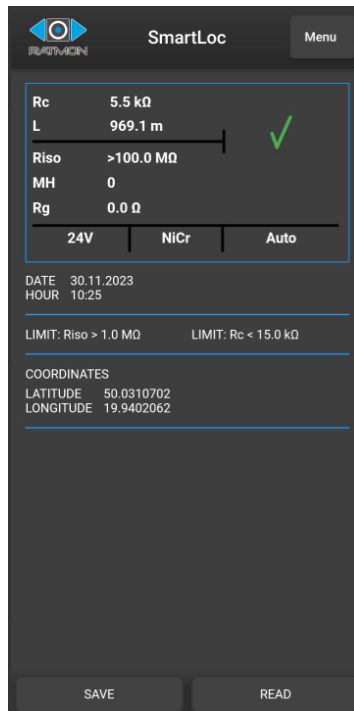 RATMON
SmartLoc
Menu
Rc 5.5 kΩ
L 969.1 m
Riso >100.0 MΩ
MH 0
Rg 0.0 Ω
24V NiCr Auto
DATE 30.11.2023
HOUR 10:25
LIMIT: Riso > 1.0 MΩ LIMIT: Rc < 15.0 kΩ
COORDINATES
LATITUDE 50.0310702
LONGITUDE 19.9402062
SAVE READ